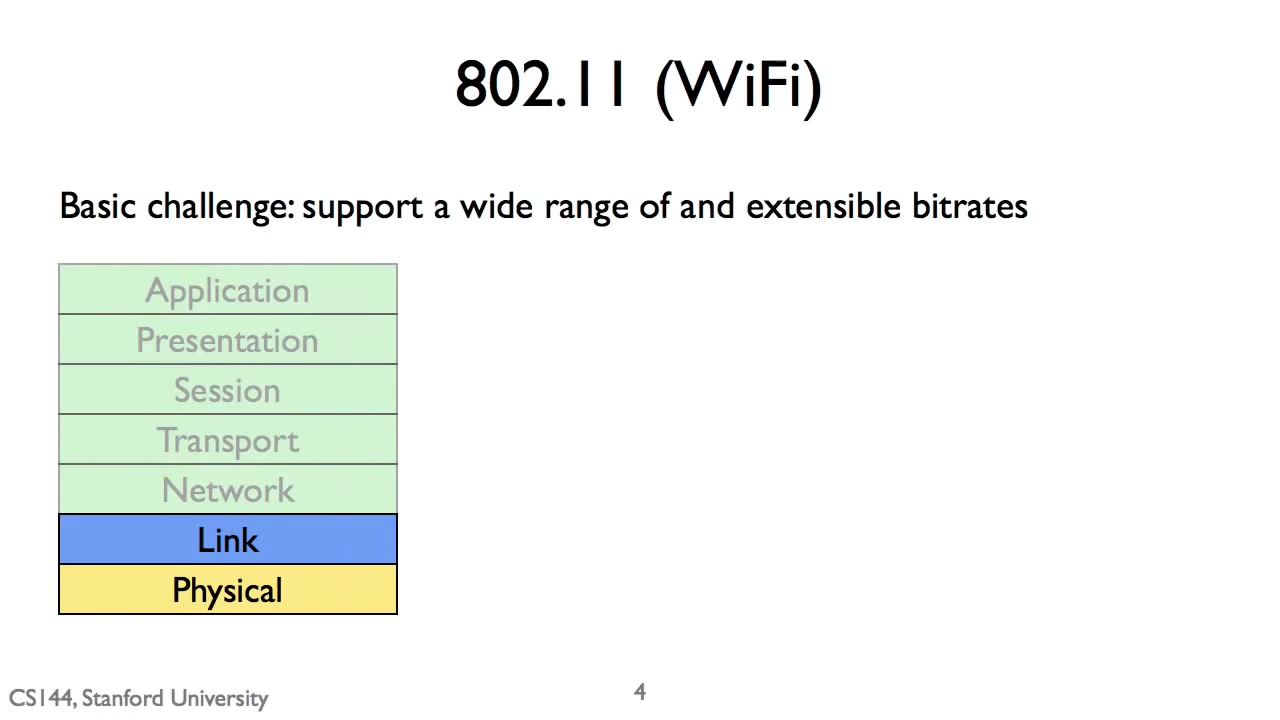 802.11 (WiFi)
Basic challenge: support a wide range of and extensible bitrates
Application
Presentation
Session
Transport
Network
Link
Physical
CS144, Stanford University
4